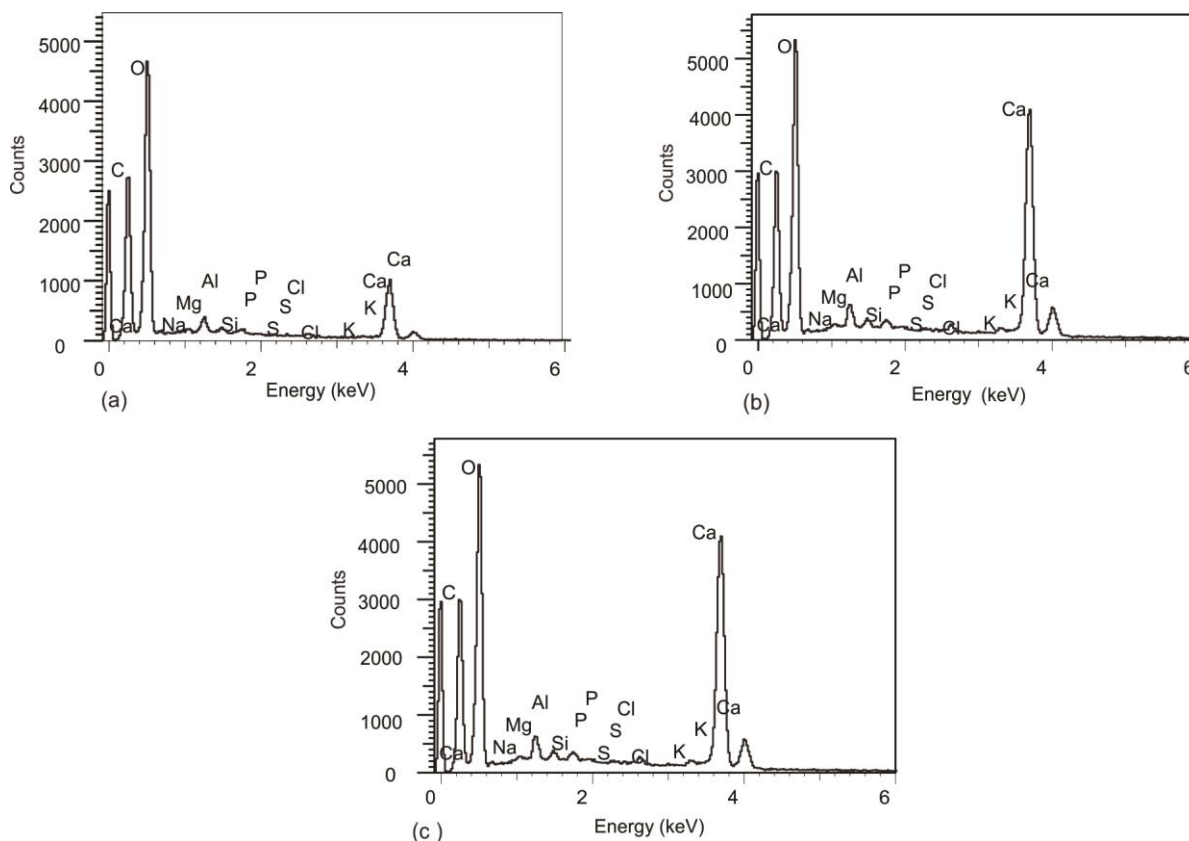 5000
4000
3000
2000
1000
0
Counts
O
C
Ca
Na
Mg
Al
Si
P
P
S
S
Cl
Cl
K
K
Ca
Ca
2
4
6
Energy (keV)
(a)
5000
4000
3000
2000
1000
0
Counts
O
C
Ca
Na
Mg
Al
Si
P
P
S
S
Cl
Cl
K
K
Ca
Ca
0
2
4
6
Energy (keV)
(b)
5000
4000
3000
2000
1000
0
Counts
O
C
Ca
Na
Mg
Al
Si
P
P
S
S
Cl
Cl
K
K
Ca
Ca
0
2
4
6
Energy (keV)
(c )